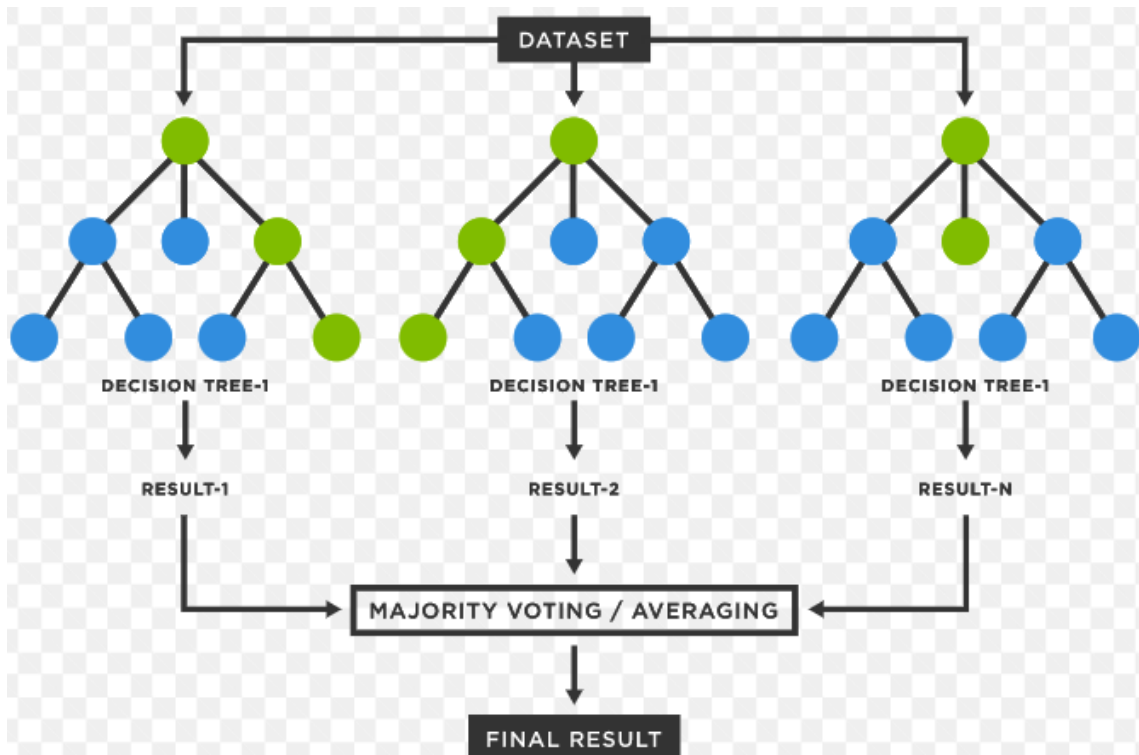 DATASET
DECISION TREE-1
DECISION TREE-1
DECISION TREE-1
RESULT-1
RESULT-2
RESULT-N
MAJORITY VOTING / AVERAGING
FINAL RESULT